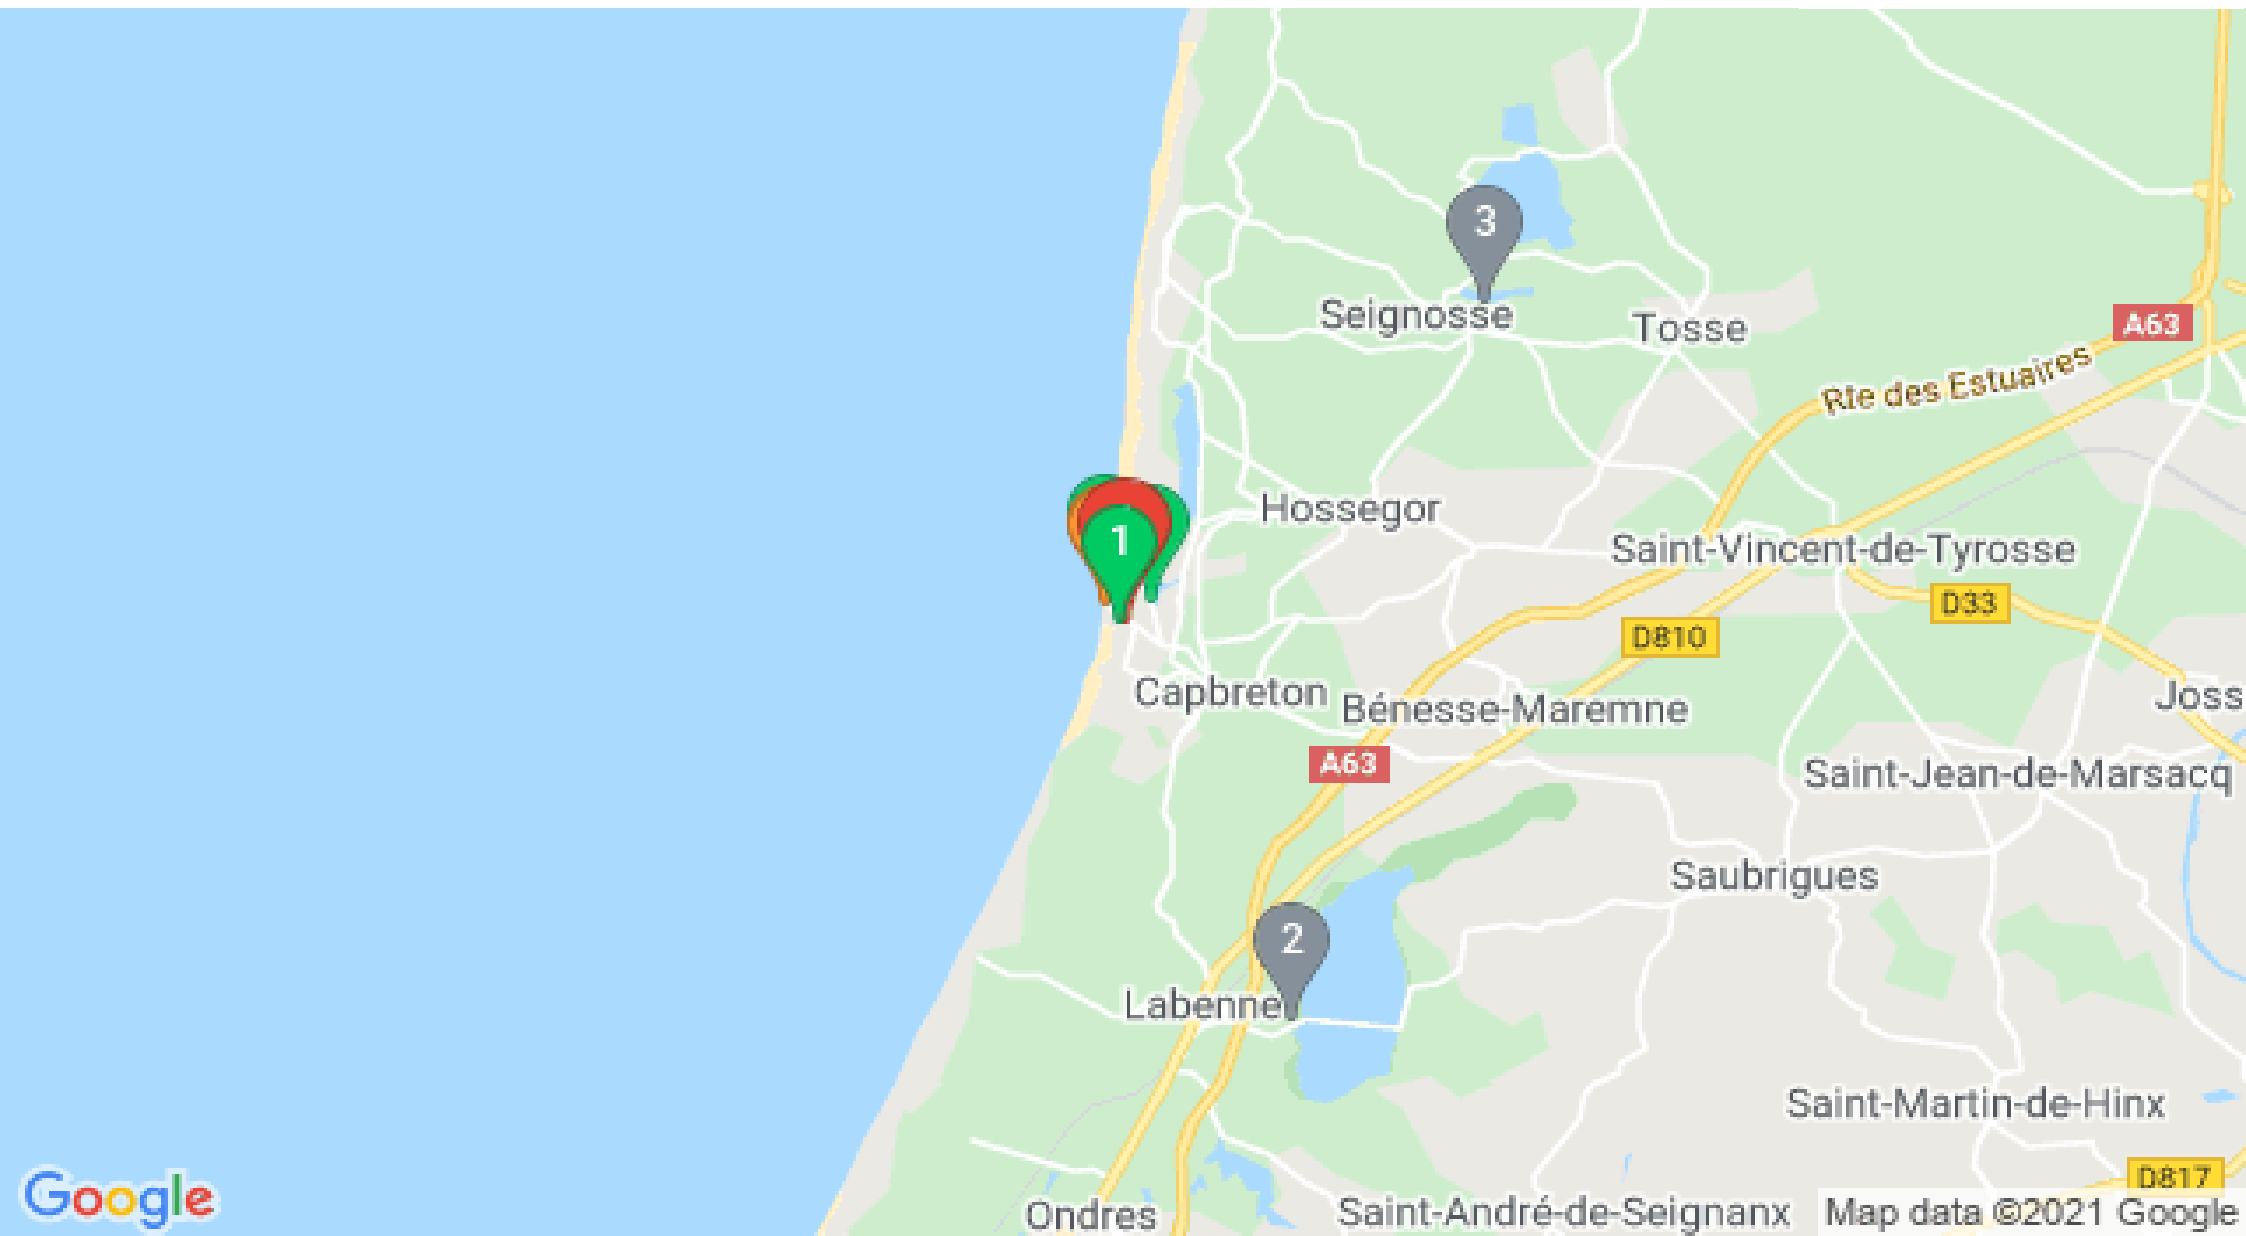 3
Seignosse
Tosse
A63
Rte des Estuaires
Hossegor
1
Saint-Vincent-de-Tyrosse
D33
D810
Capbreton
Bénesse-Maremne
Joss
A63
Saint-Jean-de-Marsacq
Saubrigues
2
Labenne
Saint-Martin-de-Hinx
D817
Google
Ondres
Saint-André-de-Seignanx
Map data ©2021 Google